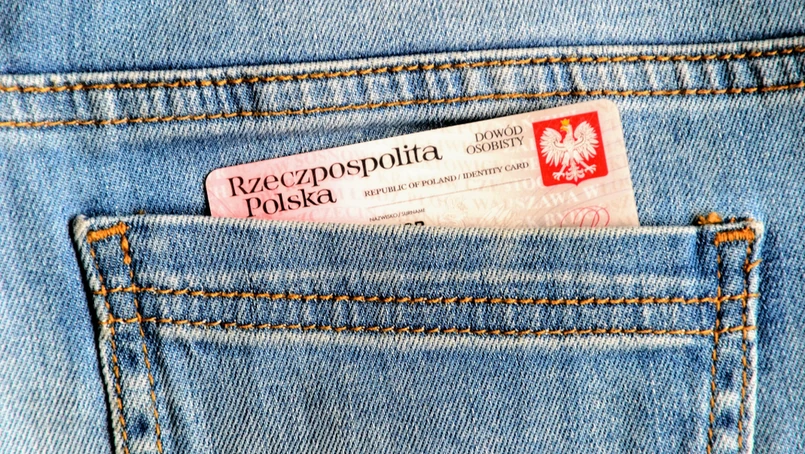 Rzeczpospolita
Polska
DOWÓD
OSOBISTY
REPUBLIC OF POLAND / IDENTITY CARD
NAZWISKO / SURNAME